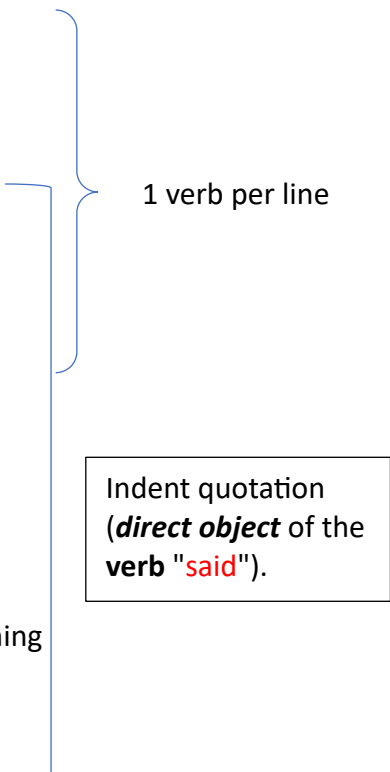 1 verb per line
Indent quotation
(direct object of the
verb "said").